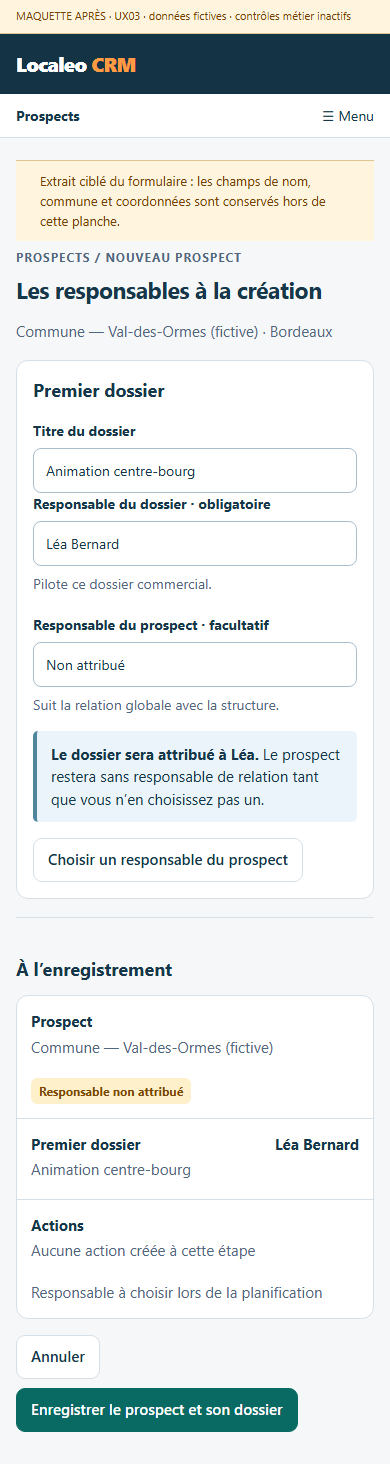 MAQUETTE APRÈS · UX03 · données fictives · contrôles métier inactifs
Localeo CRM
Prospects
☰ Menu
Extrait ciblé du formulaire : les champs de nom,
commune et coordonnées sont conservés hors de
cette planche.
PROSPECTS / NOUVEAU PROSPECT
Les responsables à la création
Commune — Val-des-Ormes (fictive) · Bordeaux
Premier dossier
Titre du dossier
Animation centre-bourg
Responsable du dossier · obligatoire
Léa Bernard
Pilote ce dossier commercial.
Responsable du prospect · facultatif
Non attribué
Suit la relation globale avec la structure.
Le dossier sera attribué à Léa. Le prospect
restera sans responsable de relation tant
que vous n’en choisissez pas un.
Choisir un responsable du prospect
À l’enregistrement
Prospect
Commune — Val-des-Ormes (fictive)
Responsable non attribué
Premier dossier
Léa Bernard
Animation centre-bourg
Actions
Aucune action créée à cette étape
Responsable à choisir lors de la planification
Annuler
Enregistrer le prospect et son dossier